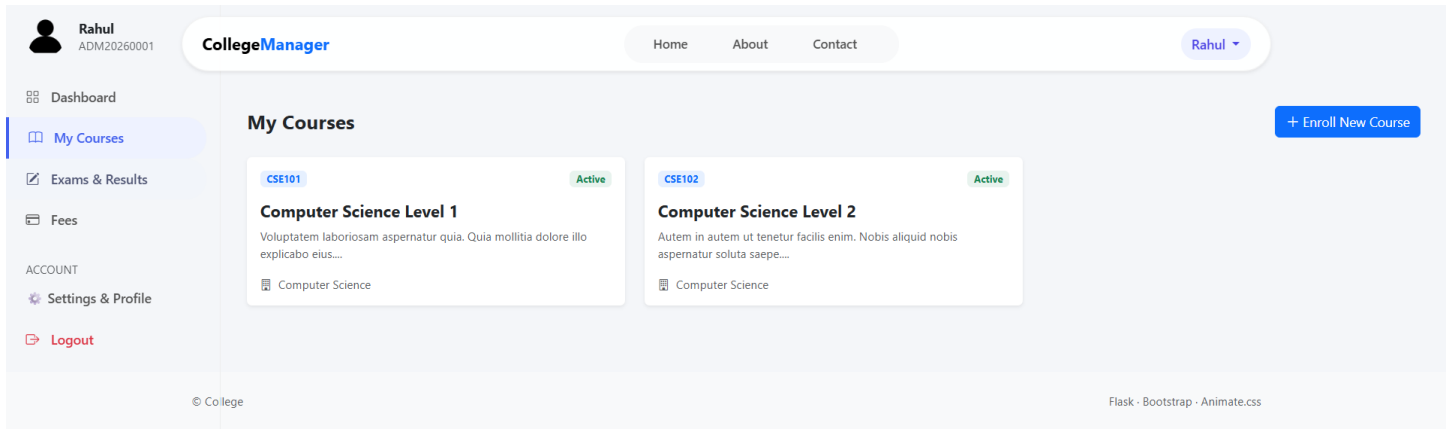 Rahul
ADM20260001
CollegeManager
Home About Contact
Rahul
Dashboard
My Courses
Exams & Results
Fees
ACCOUNT
Settings & Profile
Logout
My Courses
+ Enroll New Course
CSE101 Active
Computer Science Level 1
Voluptatem laboriosam aspernatur quia. Quia mollitia dolore illo
explicabo eius....
Computer Science
CSE102 Active
Computer Science Level 2
Autem in autem ut tenetur facilis enim. Nobis aliquid nobis
aspernatur soluta saepe....
Computer Science
© College
Flask · Bootstrap · Animate.css